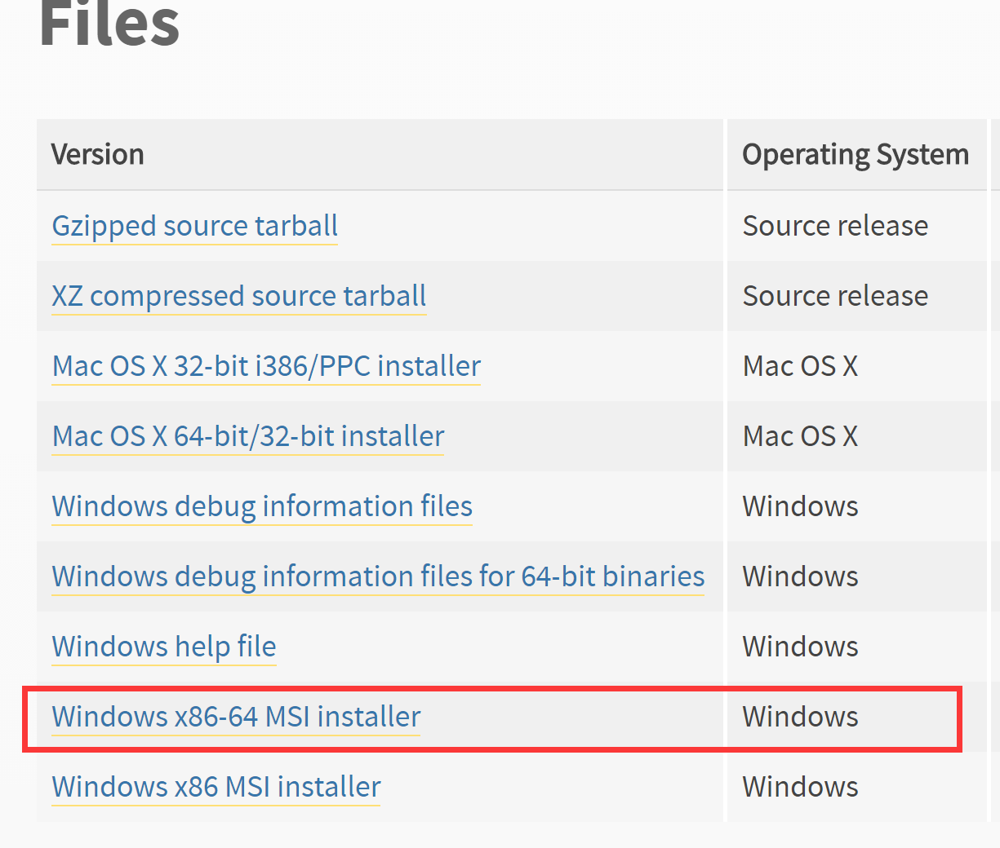 Files
Version Operating System
Gzipped source tarball Source release
XZ compressed source tarball Source release
Mac OS X 32-bit i386/PPC installer Mac OS X
Mac OS X 64-bit/32-bit installer Mac OS X
Windows debug information files Windows
Windows debug information files for 64-bit binaries Windows
Windows help file Windows
Windows x86-64 MSI installer Windows
Windows x86 MSI installer Windows